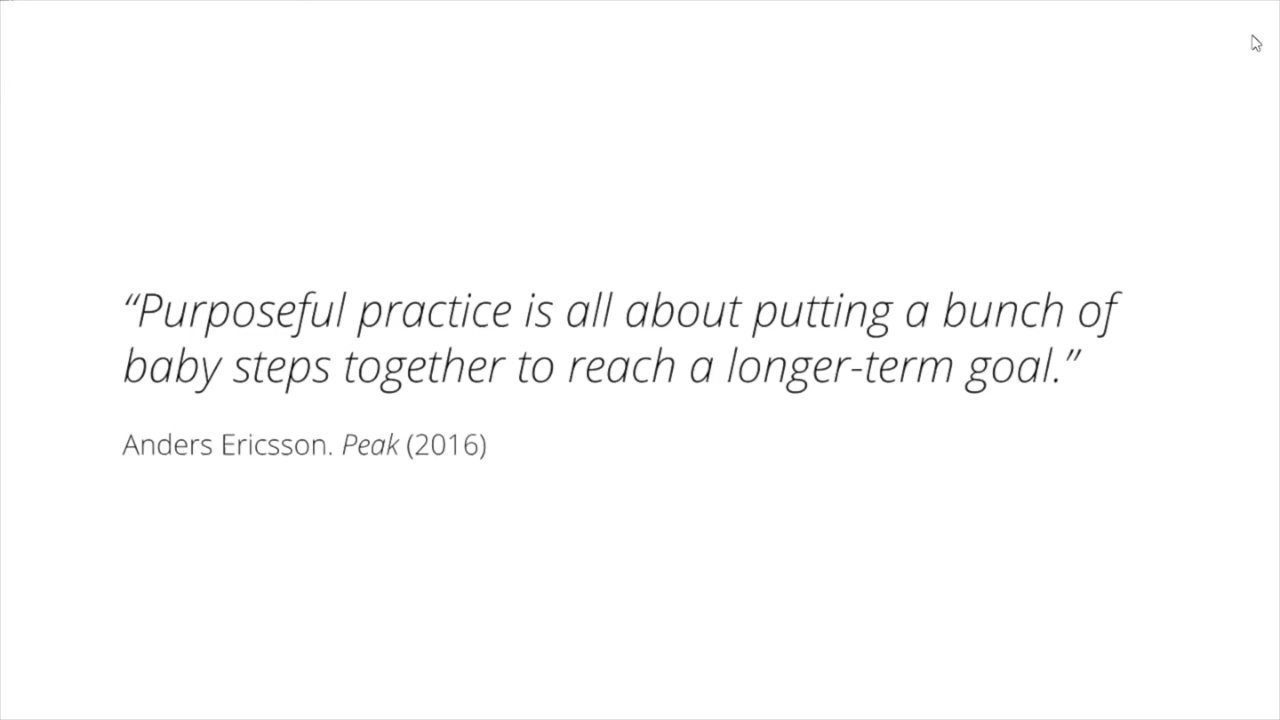 “Purposeful practice is all about putting a bunch of
baby steps together to reach a longer-term goal.”
Anders Ericsson. Peak (2016)